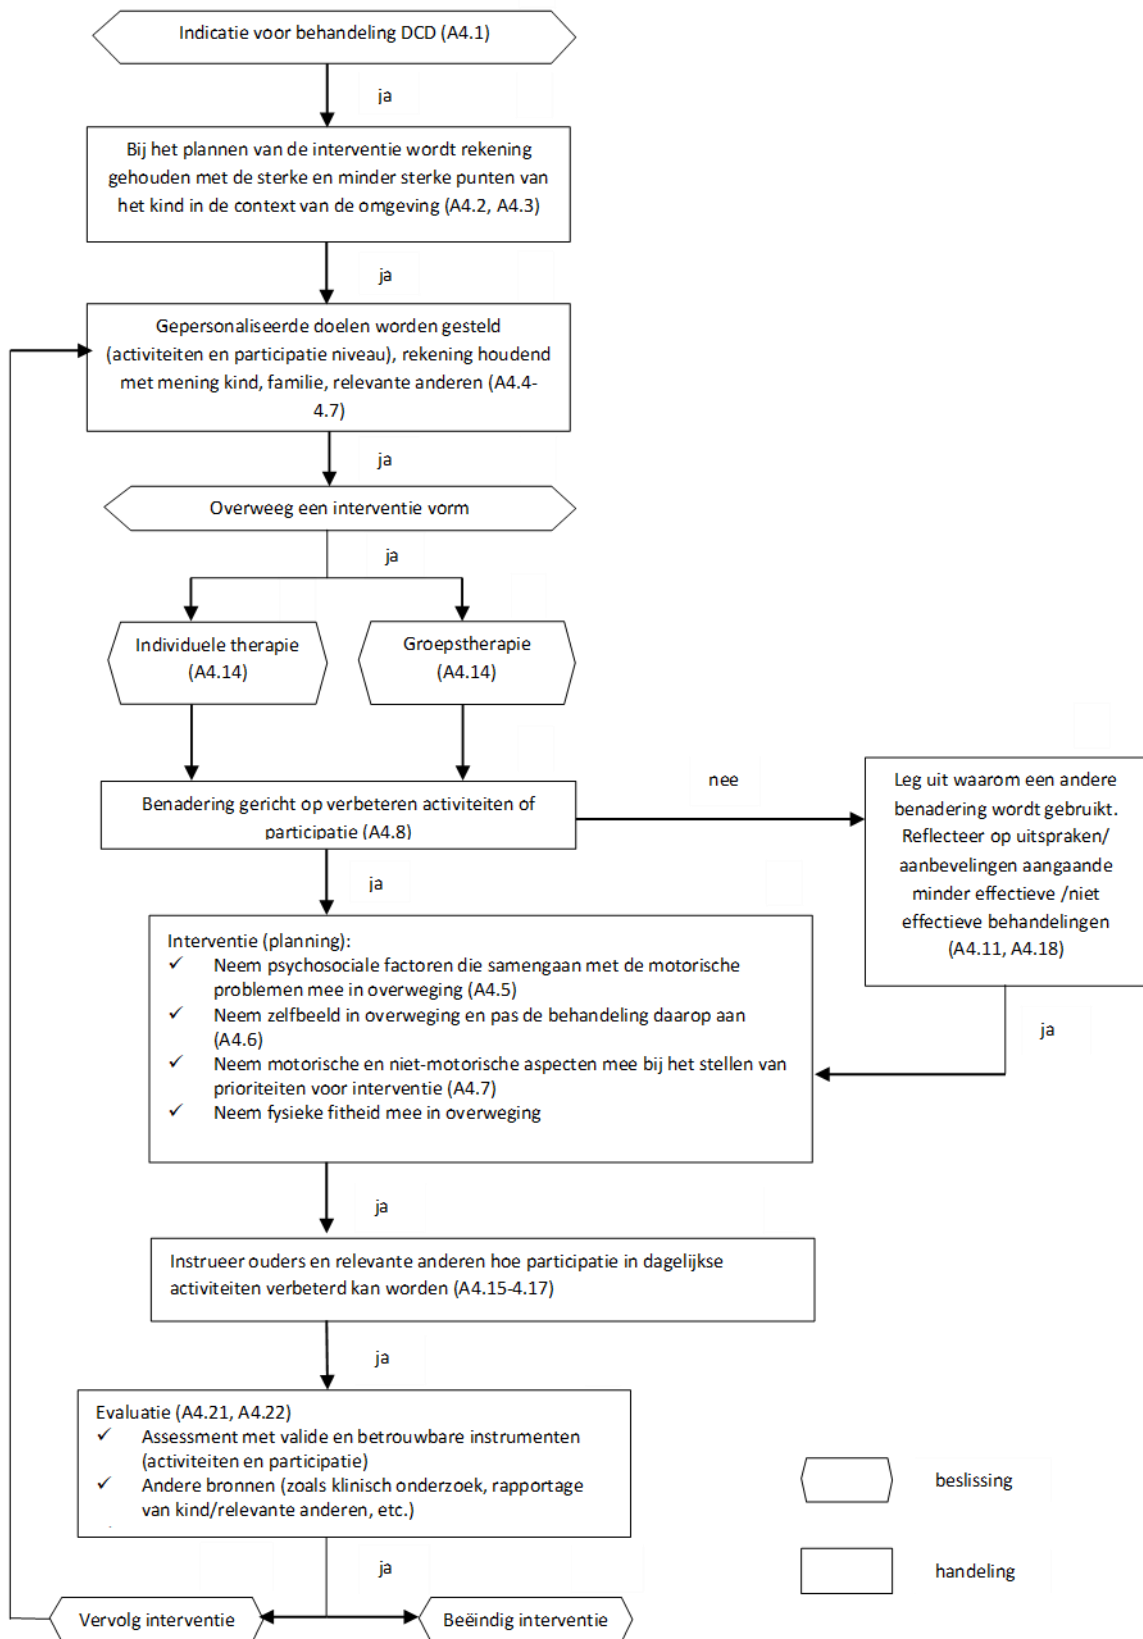 Indicatie voor behandeling DCD (A4.1)
ja
Bij het plannen van de interventie wordt rekening
gehouden met de sterke en minder sterke punten van
het kind in de context van de omgeving (A4.2, A4.3)
ja
Gepersonaliseerde doelen worden gesteld
(activiteiten en participatie niveau), rekening houdend
met mening kind, familie, relevante anderen (A4.4-
4.7)
ja
Overweeg een interventie vorm
ja
Individuele therapie
(A4.14)
Groepstherapie
(A4.14)
Benadering gericht op verbeteren activiteiten of
participatie (A4.8)
nee
Leg uit waarom een andere
benadering wordt gebruikt.
Reflecteer op uitspraken/
aanbevelingen aangaande
minder effectieve /niet
effectieve behandelingen
(A4.11, A4.18)
ja
ja
Interventie (planning):
✓ Neem psychosociale factoren die samengaan met de motorische
problemen mee in overweging (A4.5)
✓ Neem zelfbeeld in overweging en pas de behandeling daarop aan
(A4.6)
✓ Neem motorische en niet-motorische aspecten mee bij het stellen van
prioriteiten voor interventie (A4.7)
✓ Neem fysieke fitheid mee in overweging
ja
Instrueer ouders en relevante anderen hoe participatie in dagelijkse
activiteiten verbeterd kan worden (A4.15-4.17)
ja
Evaluatie (A4.21, A4.22)
✓ Assessment met valide en betrouwbare instrumenten
(activiteiten en participatie)
✓ Andere bronnen (zoals klinisch onderzoek, rapportage
van kind/relevante anderen, etc.)
ja
Vervolg interventie
Beëindig interventie
beslissing
handeling